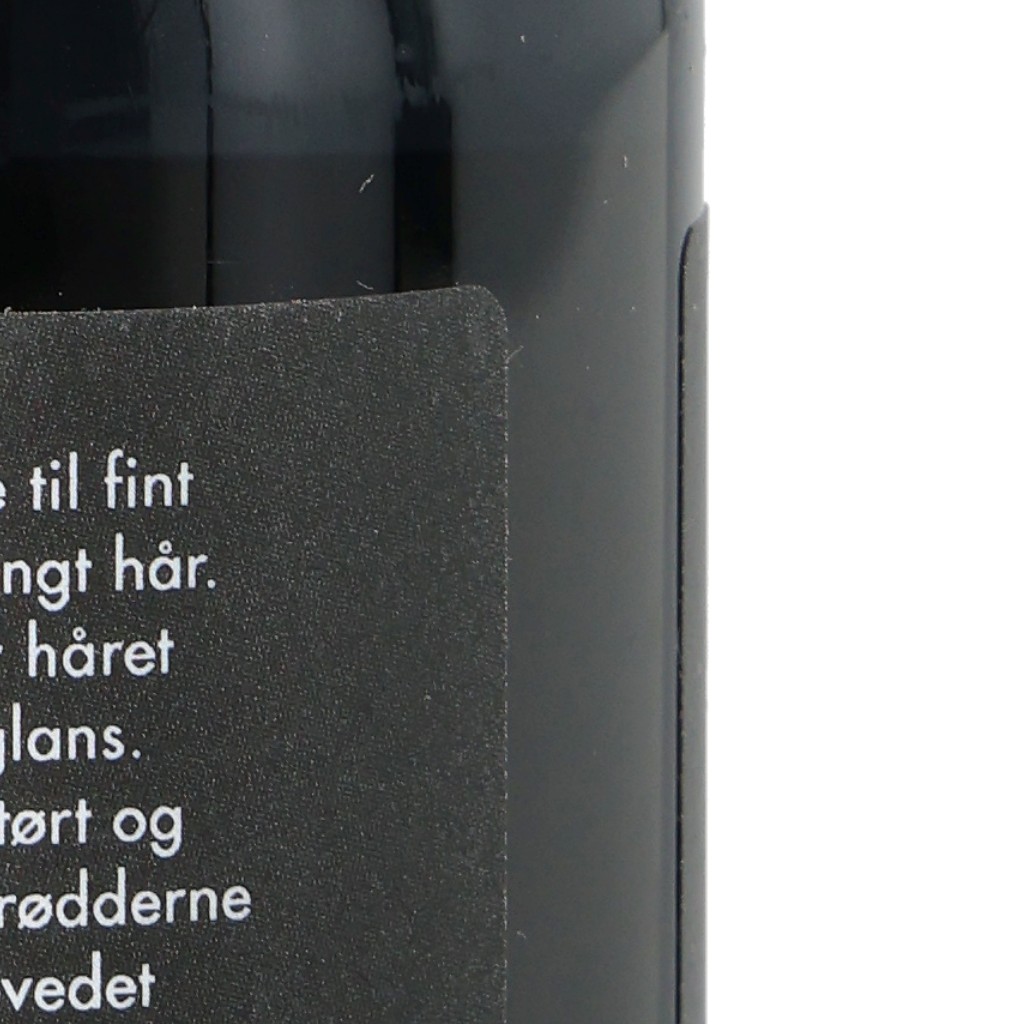 til fint
ngt hår.
håret
glans.
tørt og
rødderne
vedet